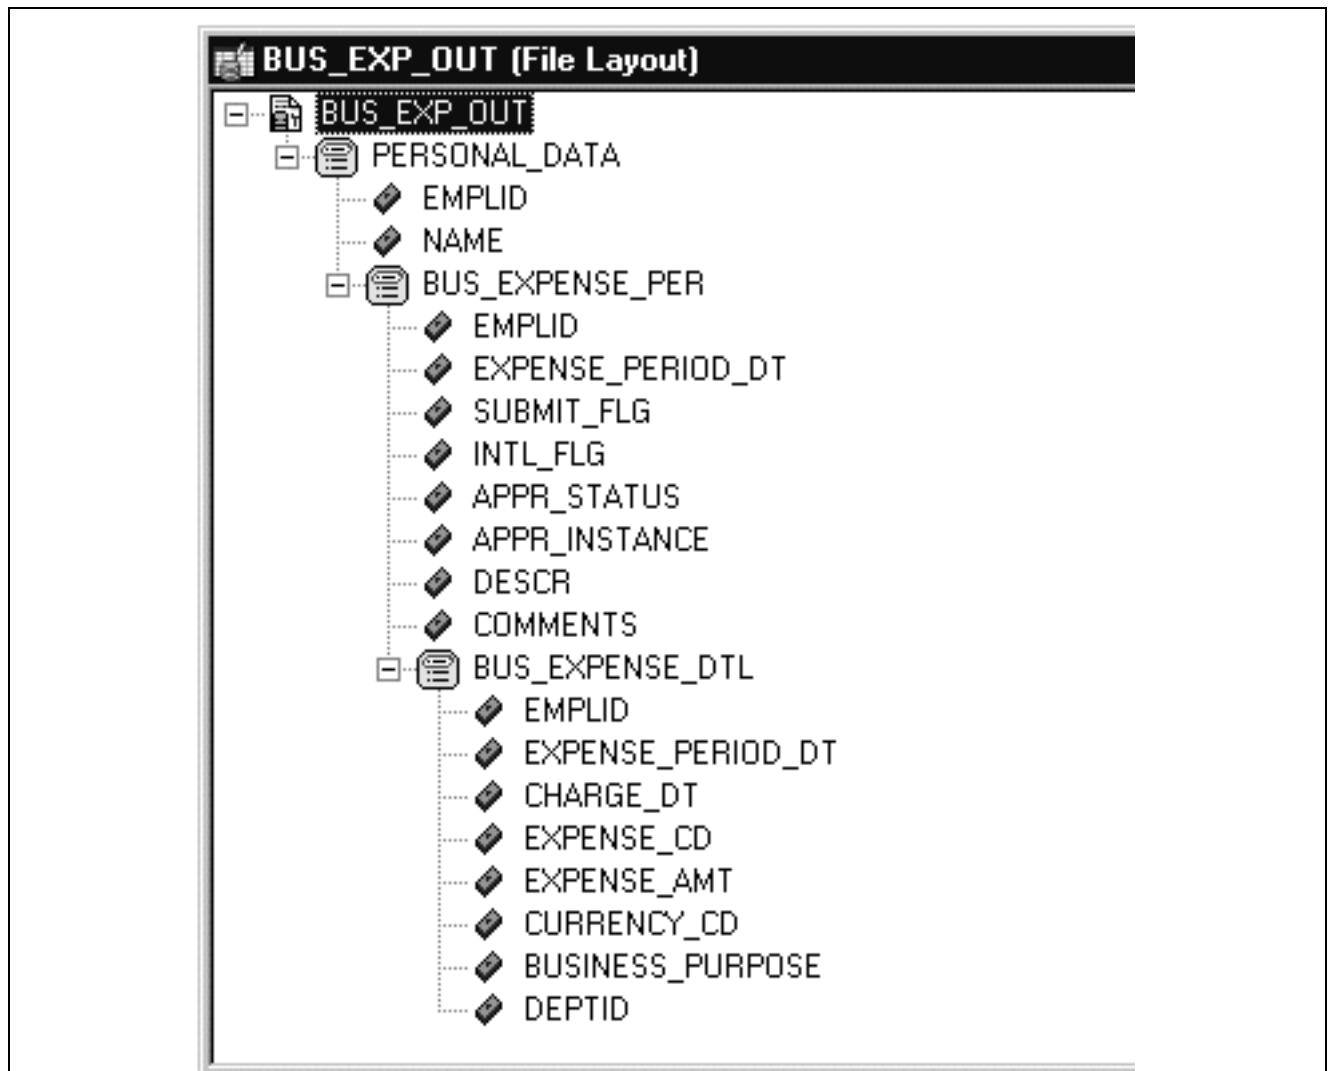 BUS_EXP_OUT (File Layout)
BUS_EXP_OUT
PERSONAL_DATA
EMPLID
NAME
BUS_EXPENSE_PER
EMPLID
EXPENSE_PERIOD_DT
SUBMIT_FLG
INTL_FLG
APPR_STATUS
APPR_INSTANCE
DESCR
COMMENTS
BUS_EXPENSE_DTL
EMPLID
EXPENSE_PERIOD_DT
CHARGE_DT
EXPENSE_CD
EXPENSE_AMT
CURRENCY_CD
BUSINESS_PURPOSE
DEPTID